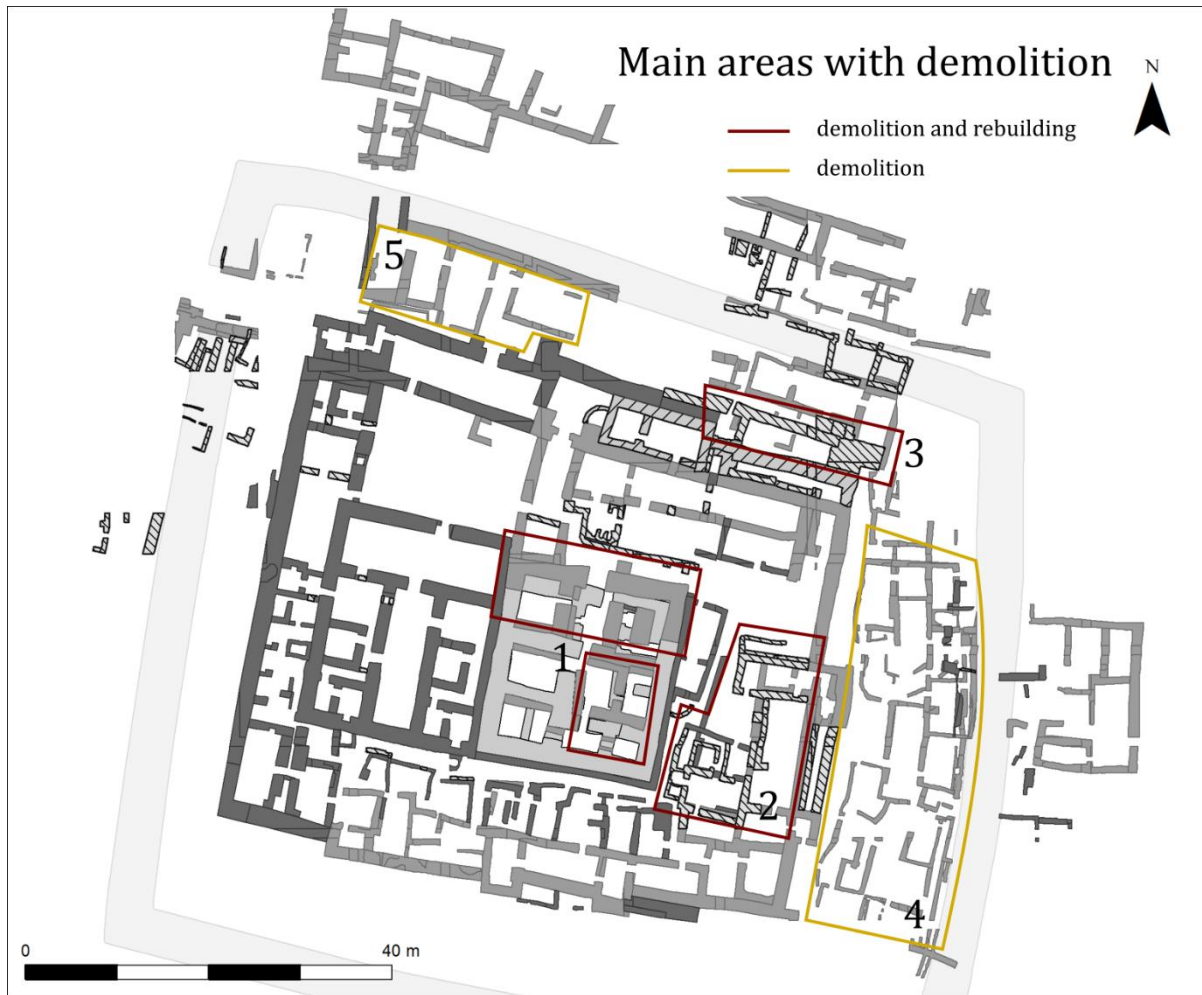 Main areas with demolition
N
demolition and rebuilding
demolition
5
3
1
2
4
0 40 m